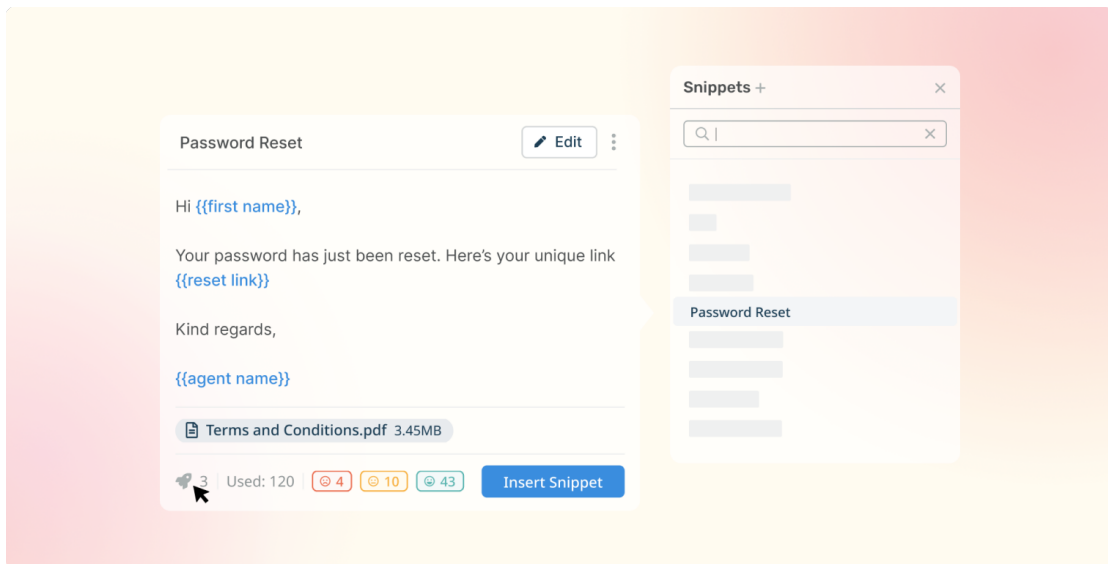 Password Reset
Edit
Hi {{first name}},
Your password has just been reset. Here’s your unique link
{{reset link}}
Kind regards,
{{agent name}}
Terms and Conditions.pdf 3.45MB
3 Used: 120 4 10 43 Insert Snippet
Snippets +
Password Reset